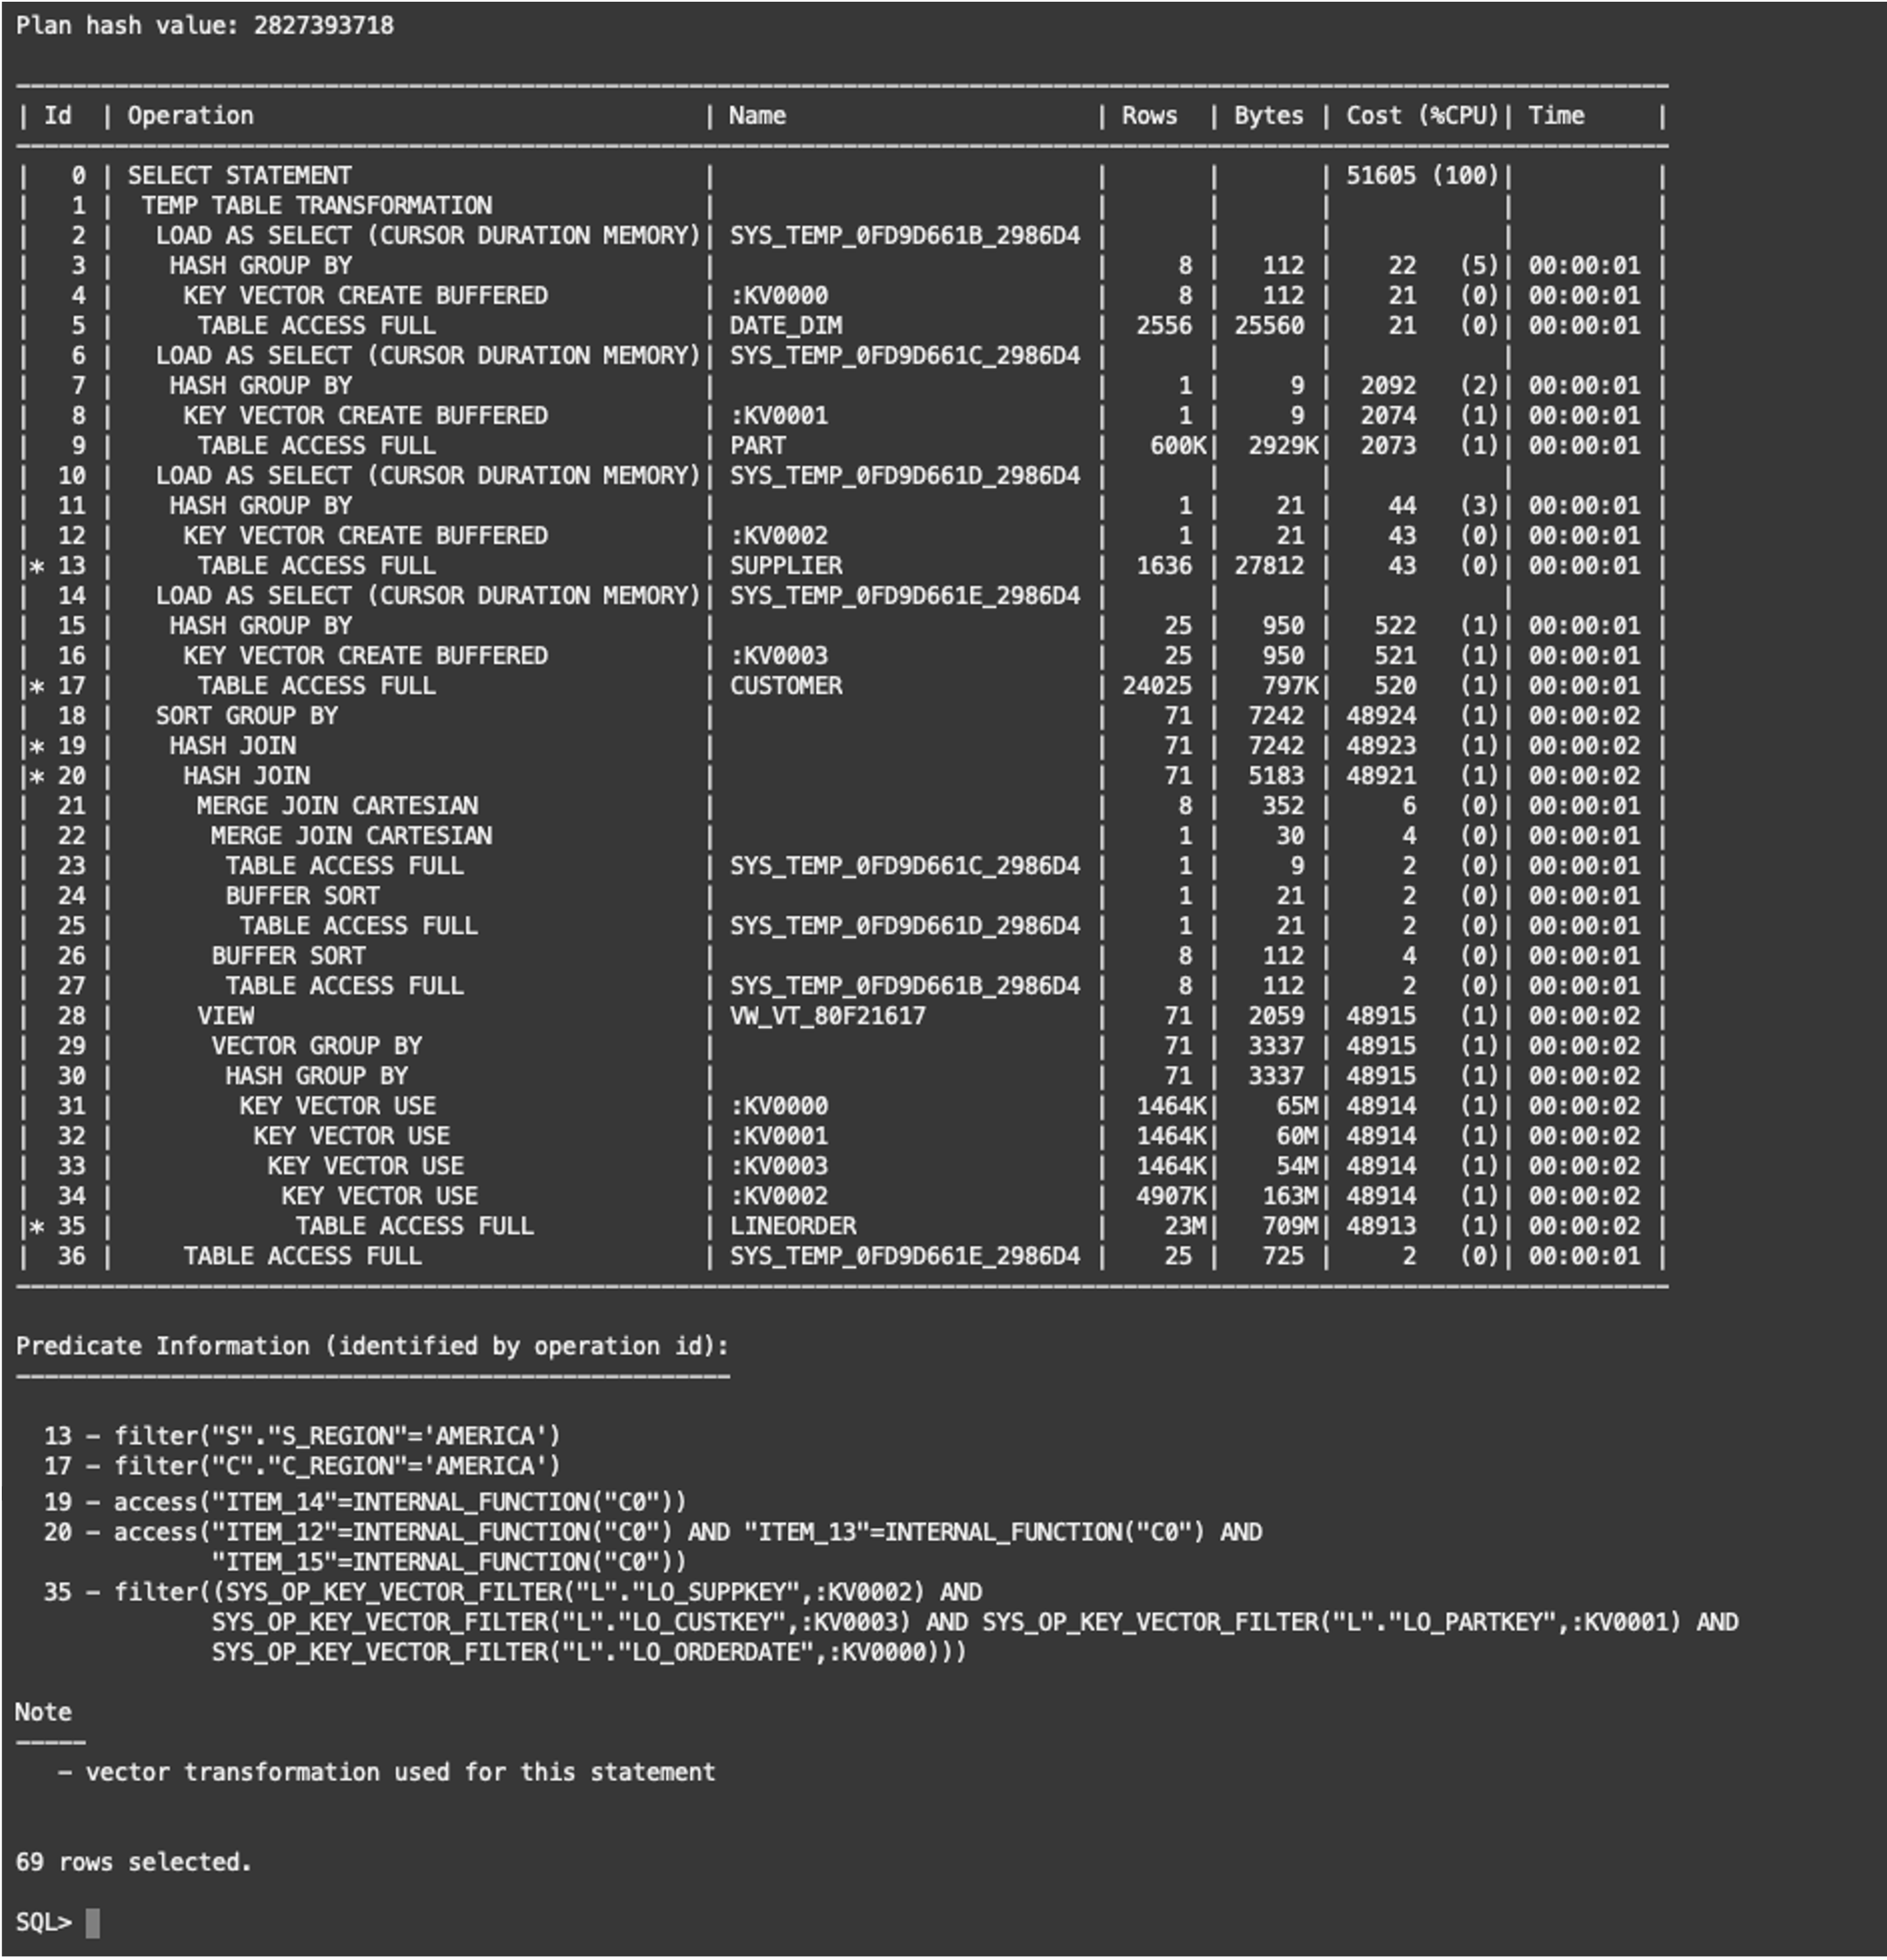 Plan hash value: 2827393718
--------------------------------------------------------------------------------------------------------------------
| Id  | Operation                                | Name                      | Rows  | Bytes | Cost (%CPU)| Time     |
--------------------------------------------------------------------------------------------------------------------
|   0 | SELECT STATEMENT                         |                           |       |       | 51605 (100)|          |
|   1 |  TEMP TABLE TRANSFORMATION               |                           |       |       |            |          |
|   2 |   LOAD AS SELECT (CURSOR DURATION MEMORY)| SYS_TEMP_0FD9D661B_2986D4 |       |       |            |          |
|   3 |    HASH GROUP BY                         |                           |     8 |   112 |    22   (5)| 00:00:01 |
|   4 |     KEY VECTOR CREATE BUFFERED           | :KV0000                   |     8 |   112 |    21   (0)| 00:00:01 |
|   5 |      TABLE ACCESS FULL                   | DATE_DIM                  |  2556 | 25560 |    21   (0)| 00:00:01 |
|   6 |   LOAD AS SELECT (CURSOR DURATION MEMORY)| SYS_TEMP_0FD9D661C_2986D4 |       |       |            |          |
|   7 |    HASH GROUP BY                         |                           |     1 |     9 |  2092   (2)| 00:00:01 |
|   8 |     KEY VECTOR CREATE BUFFERED           | :KV0001                   |     1 |     9 |  2074   (1)| 00:00:01 |
|   9 |      TABLE ACCESS FULL                   | PART                      |   600K|  2929K|  2073   (1)| 00:00:01 |
|  10 |   LOAD AS SELECT (CURSOR DURATION MEMORY)| SYS_TEMP_0FD9D661D_2986D4 |       |       |            |          |
|  11 |    HASH GROUP BY                         |                           |     1 |    21 |    44   (3)| 00:00:01 |
|  12 |     KEY VECTOR CREATE BUFFERED           | :KV0002                   |     1 |    21 |    43   (0)| 00:00:01 |
|* 13 |      TABLE ACCESS FULL                   | SUPPLIER                  |  1636 | 27812 |    43   (0)| 00:00:01 |
|  14 |   LOAD AS SELECT (CURSOR DURATION MEMORY)| SYS_TEMP_0FD9D661E_2986D4 |       |       |            |          |
|  15 |    HASH GROUP BY                         |                           |    25 |   950 |   522   (1)| 00:00:01 |
|  16 |     KEY VECTOR CREATE BUFFERED           | :KV0003                   |    25 |   950 |   521   (1)| 00:00:01 |
|* 17 |      TABLE ACCESS FULL                   | CUSTOMER                  | 24025 |   797K|   520   (1)| 00:00:01 |
|  18 |   SORT GROUP BY                          |                           |    71 |  7242 | 48924   (1)| 00:00:02 |
|* 19 |    HASH JOIN                             |                           |    71 |  7242 | 48923   (1)| 00:00:02 |
|* 20 |     HASH JOIN                            |                           |    71 |  5183 | 48921   (1)| 00:00:02 |
|  21 |      MERGE JOIN CARTESIAN                |                           |     8 |   352 |     6   (0)| 00:00:01 |
|  22 |       MERGE JOIN CARTESIAN               |                           |     1 |    30 |     4   (0)| 00:00:01 |
|  23 |        TABLE ACCESS FULL                 | SYS_TEMP_0FD9D661C_2986D4 |     1 |     9 |     2   (0)| 00:00:01 |
|  24 |        BUFFER SORT                       |                           |     1 |    21 |     2   (0)| 00:00:01 |
|  25 |         TABLE ACCESS FULL                | SYS_TEMP_0FD9D661D_2986D4 |     1 |    21 |     2   (0)| 00:00:01 |
|  26 |       BUFFER SORT                        |                           |     8 |   112 |     4   (0)| 00:00:01 |
|  27 |        TABLE ACCESS FULL                 | SYS_TEMP_0FD9D661B_2986D4 |     8 |   112 |     2   (0)| 00:00:01 |
|  28 |      VIEW                                | VW_VT_80F21617            |    71 |  2059 | 48915   (1)| 00:00:02 |
|  29 |       VECTOR GROUP BY                    |                           |    71 |  3337 | 48915   (1)| 00:00:02 |
|  30 |        HASH GROUP BY                     |                           |    71 |  3337 | 48915   (1)| 00:00:02 |
|  31 |         KEY VECTOR USE                   | :KV0000                   |  1464K|    65M| 48914   (1)| 00:00:02 |
|  32 |          KEY VECTOR USE                  | :KV0001                   |  1464K|    60M| 48914   (1)| 00:00:02 |
|  33 |           KEY VECTOR USE                 | :KV0003                   |  1464K|    54M| 48914   (1)| 00:00:02 |
|  34 |            KEY VECTOR USE                | :KV0002                   |  4907K|   163M| 48914   (1)| 00:00:02 |
|* 35 |             TABLE ACCESS FULL            | LINEORDER                 |    23M|   709M| 48913   (1)| 00:00:02 |
|  36 |     TABLE ACCESS FULL                    | SYS_TEMP_0FD9D661E_2986D4 |    25 |   725 |     2   (0)| 00:00:01 |
--------------------------------------------------------------------------------------------------------------------
Predicate Information (identified by operation id):
---------------------------------------------------
13 - filter("S"."S_REGION"='AMERICA')
17 - filter("C"."C_REGION"='AMERICA')
19 - access("ITEM_14"=INTERNAL_FUNCTION("C0"))
20 - access("ITEM_12"=INTERNAL_FUNCTION("C0") AND "ITEM_13"=INTERNAL_FUNCTION("C0") AND
"ITEM_15"=INTERNAL_FUNCTION("C0"))
35 - filter((SYS_OP_KEY_VECTOR_FILTER("L"."LO_SUPPKEY",:KV0002) AND
SYS_OP_KEY_VECTOR_FILTER("L"."LO_CUSTKEY",:KV0003) AND SYS_OP_KEY_VECTOR_FILTER("L"."LO_PARTKEY",:KV0001) AND
SYS_OP_KEY_VECTOR_FILTER("L"."LO_ORDERDATE",:KV0000)))
Note
-----
- vector transformation used for this statement
69 rows selected.
SQL>